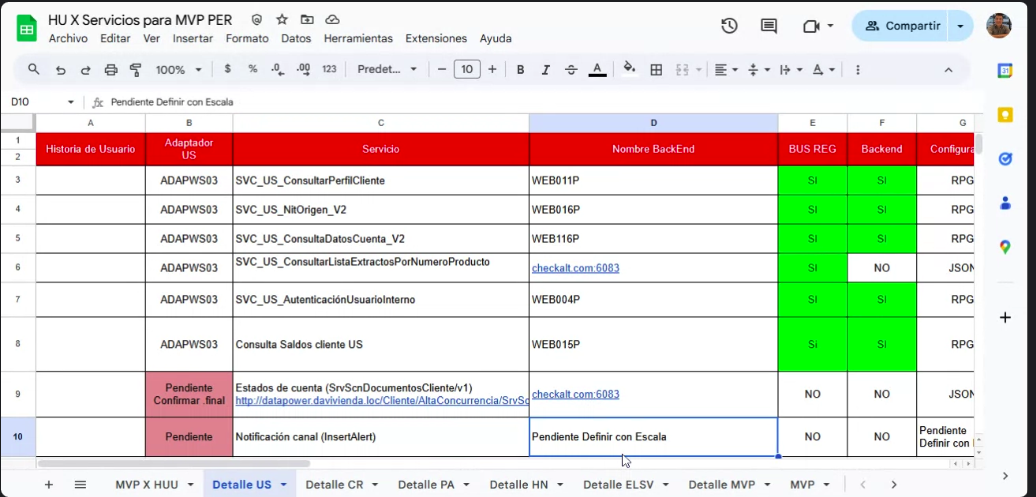 HU X Servicios para MVP PER
Archivo Editar Ver Insertar Formato Datos Herramientas Extensiones Ayuda
Compartir
100% $ % .0 .00 123 Predet... 10 B I A
D10 fx Pendiente Definir con Escala
A B C D E F G
1 2 Historia de Usuario Adaptador US Servicio Nombre BackEnd BUS REG Backend Configura
3 ADAPWS03 SVC_US_ConsultarPerfilCliente WEB011P SI SI RPG
4 ADAPWS03 SVC_US_NitOrigen_V2 WEB016P SI SI RPG
5 ADAPWS03 SVC_US_ConsultaDatosCuenta_V2 WEB116P SI SI RPG
6 ADAPWS03 SVC_US_ConsultarListaExtractosPorNumeroProducto checkalt.com:6083 SI NO JSON
7 ADAPWS03 SVC_US_AutenticaciónUsuarioInterno WEB004P SI SI RPG
8 ADAPWS03 Consulta Saldos cliente US WEB015P SI SI RPG
9 Pendiente Confirmar .final Estados de cuenta (SrvScnDocumentosCliente/v1)
http://datapower.davivienda.loc/Cliente/AltaConcurrencia/SrvSc checkalt.com:6083 NO NO JSON
10 Pendiente Notificación canal (InsertAlert) Pendiente Definir con Escala NO NO Pendiente
Definir con
MVP X HUU Detalle US Detalle CR Detalle PA Detalle HN Detalle ELSV Detalle MVP MVP